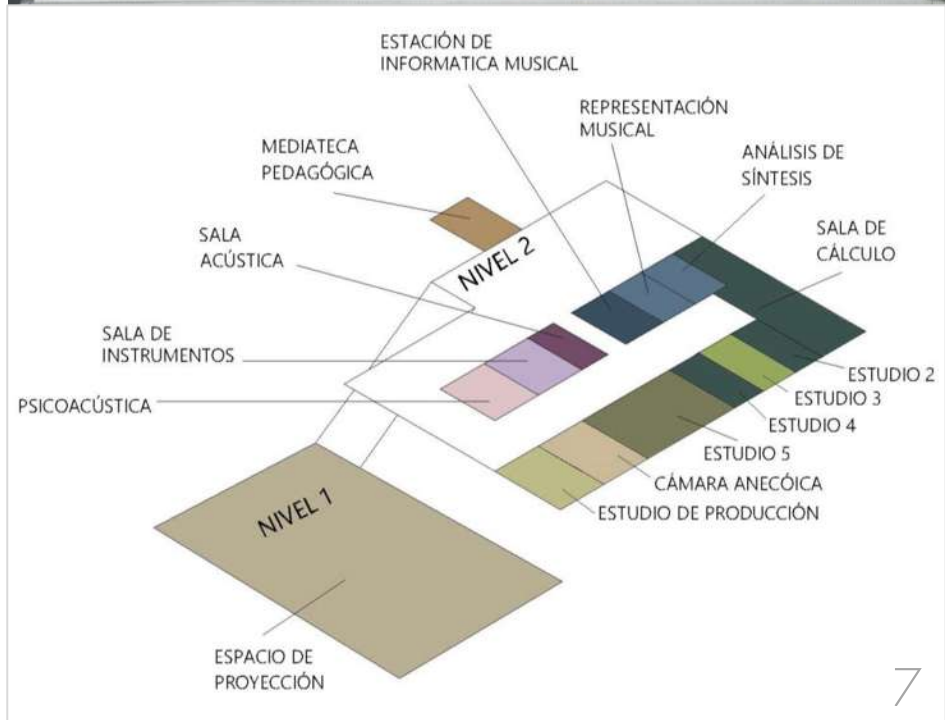 ESTACIÓN DE
INFORMATICA MUSICAL
REPRESENTACIÓN
MUSICAL
MEDIATECA
PEDAGÓGICA
ANÁLISIS DE
SÍNTESIS
SALA
ACÚSTICA
SALA DE
CÁLCULO
NIVEL 2
SALA DE
INSTRUMENTOS
PSICOACÚSTICA
ESTUDIO 2
ESTUDIO 3
ESTUDIO 4
ESTUDIO 5
CÁMARA ANECÓICA
ESTUDIO DE PRODUCCIÓN
NIVEL 1
ESPACIO DE
PROYECCIÓN
7